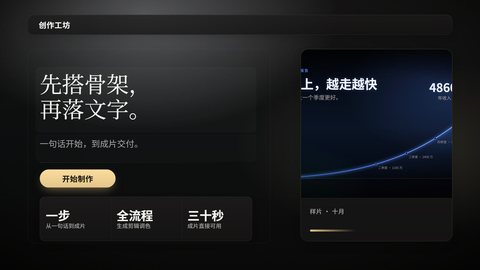 创作工坊
先搭骨架，
再落文字。
一句话开始，到成片交付。
开始制作
一步
从一句话到成片
全流程
生成剪辑调色
三十秒
成片直接可用
上，越走越快
一个季度更好。
486
年收入
样片 · 十月